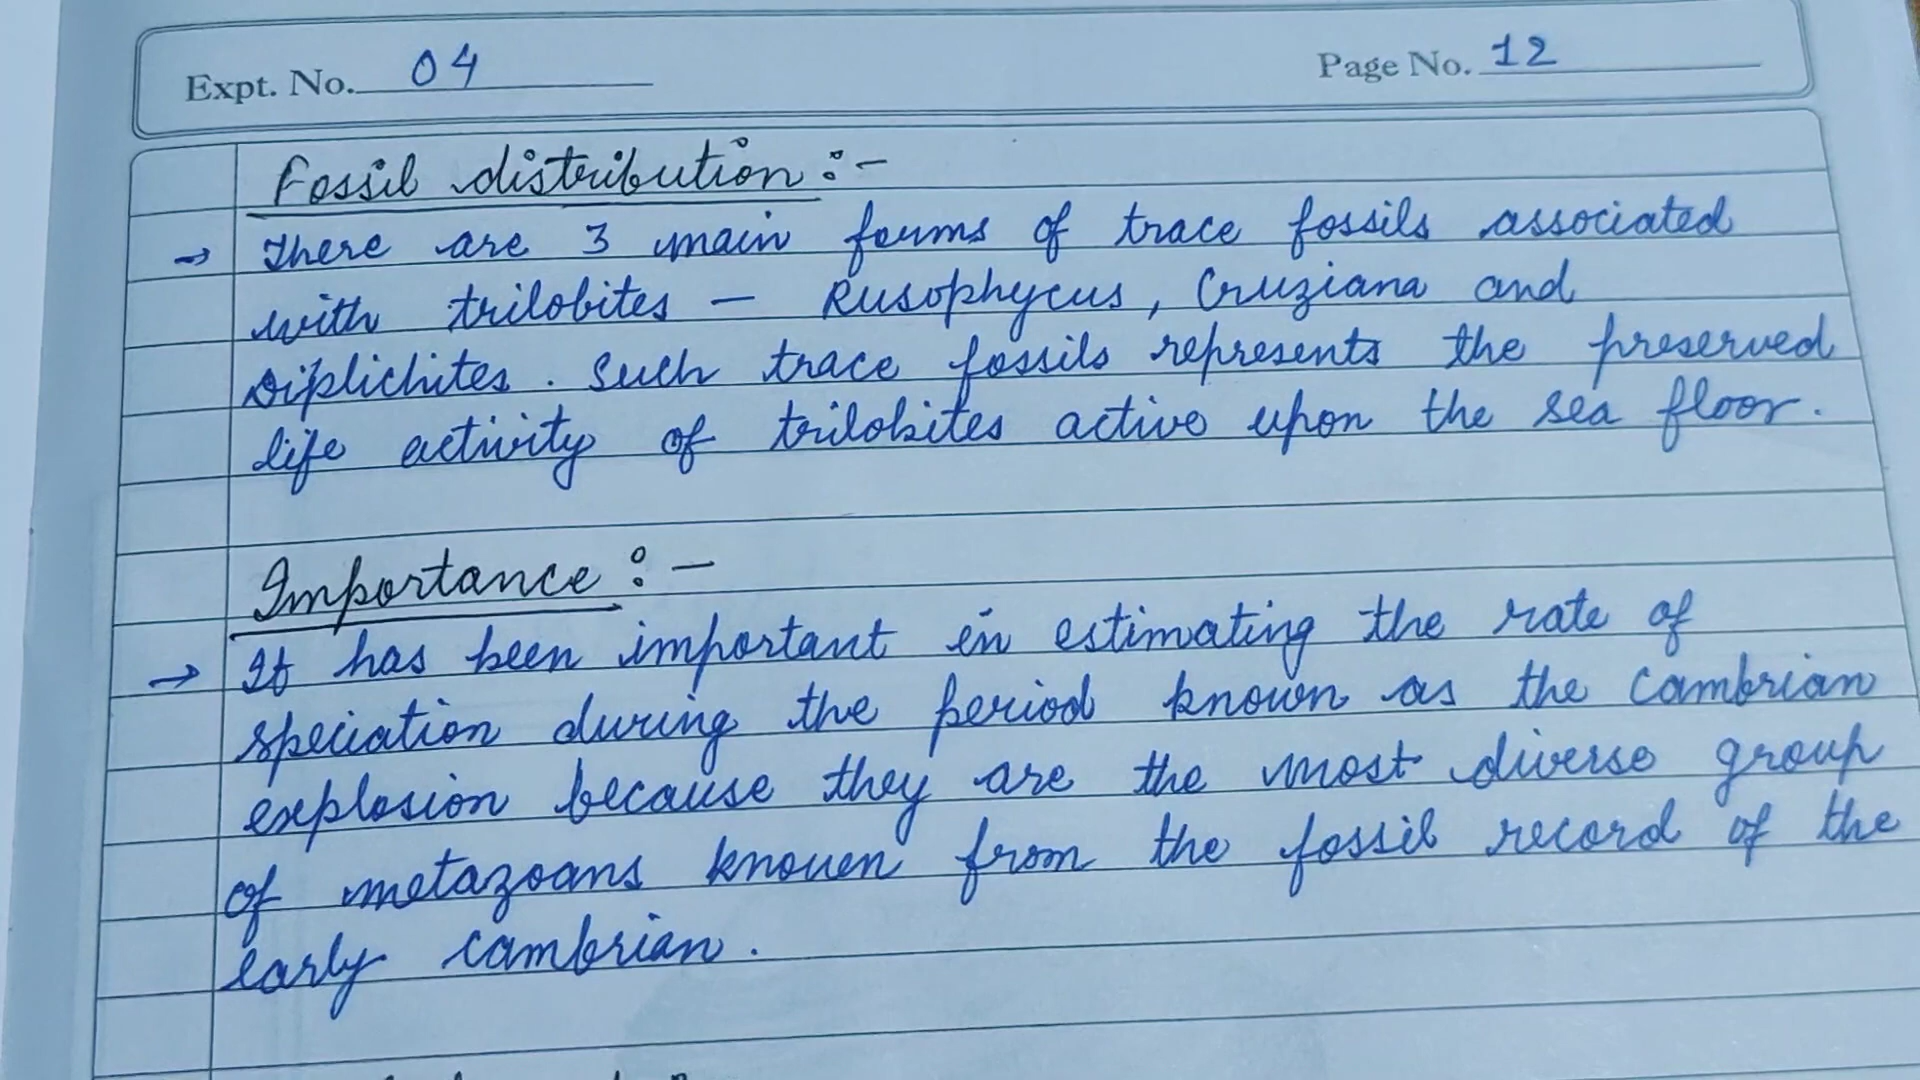 Expt. No. 04
Page No. 12
Fossil distribution :-
→ There are 3 main forms of trace fossils associated
with trilobites – Rusophycus, Cruziana and
Diplichites. Such trace fossils represents the preserved
life activity of trilobites active upon the sea floor.
Importance :-
→ It has been important in estimating the rate of
speciation during the period known as the Cambrian
explosion because they are the most diverse group
of metazoans known from the fossil record of the
early cambrian.